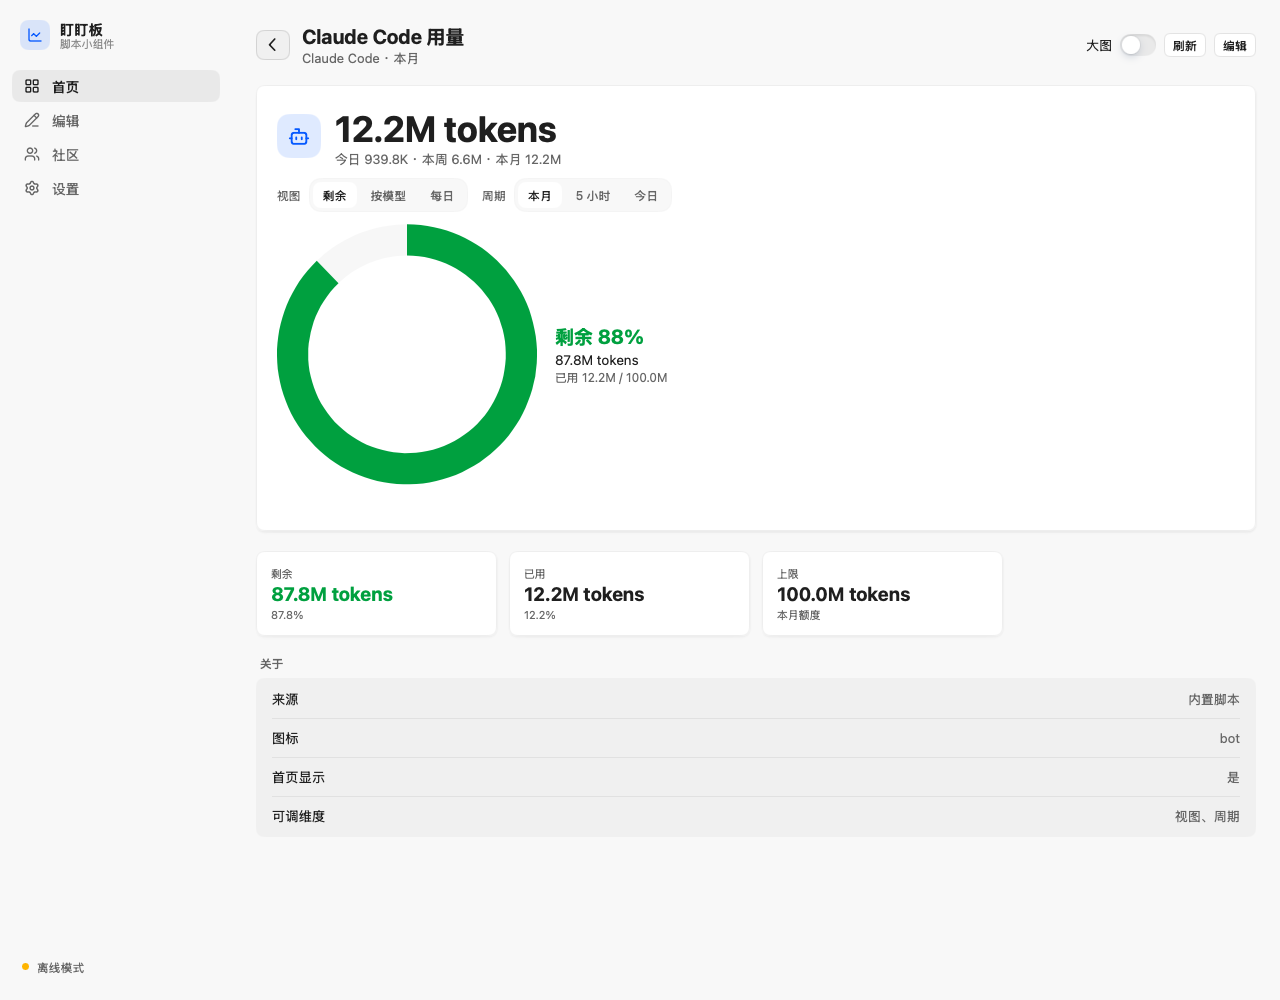 盯盯板
脚本小组件
首页
编辑
社区
设置
离线模式
Claude Code 用量
Claude Code · 本月
大图
刷新
编辑
12.2M tokens
今日 939.8K · 本周 6.6M · 本月 12.2M
视图 剩余 按模型 每日 周期 本月 5 小时 今日
剩余 88%
87.8M tokens
已用 12.2M / 100.0M
剩余
87.8M tokens
87.8%
已用
12.2M tokens
12.2%
上限
100.0M tokens
本月额度
关于
来源 内置脚本
图标 bot
首页显示 是
可调维度 视图、周期